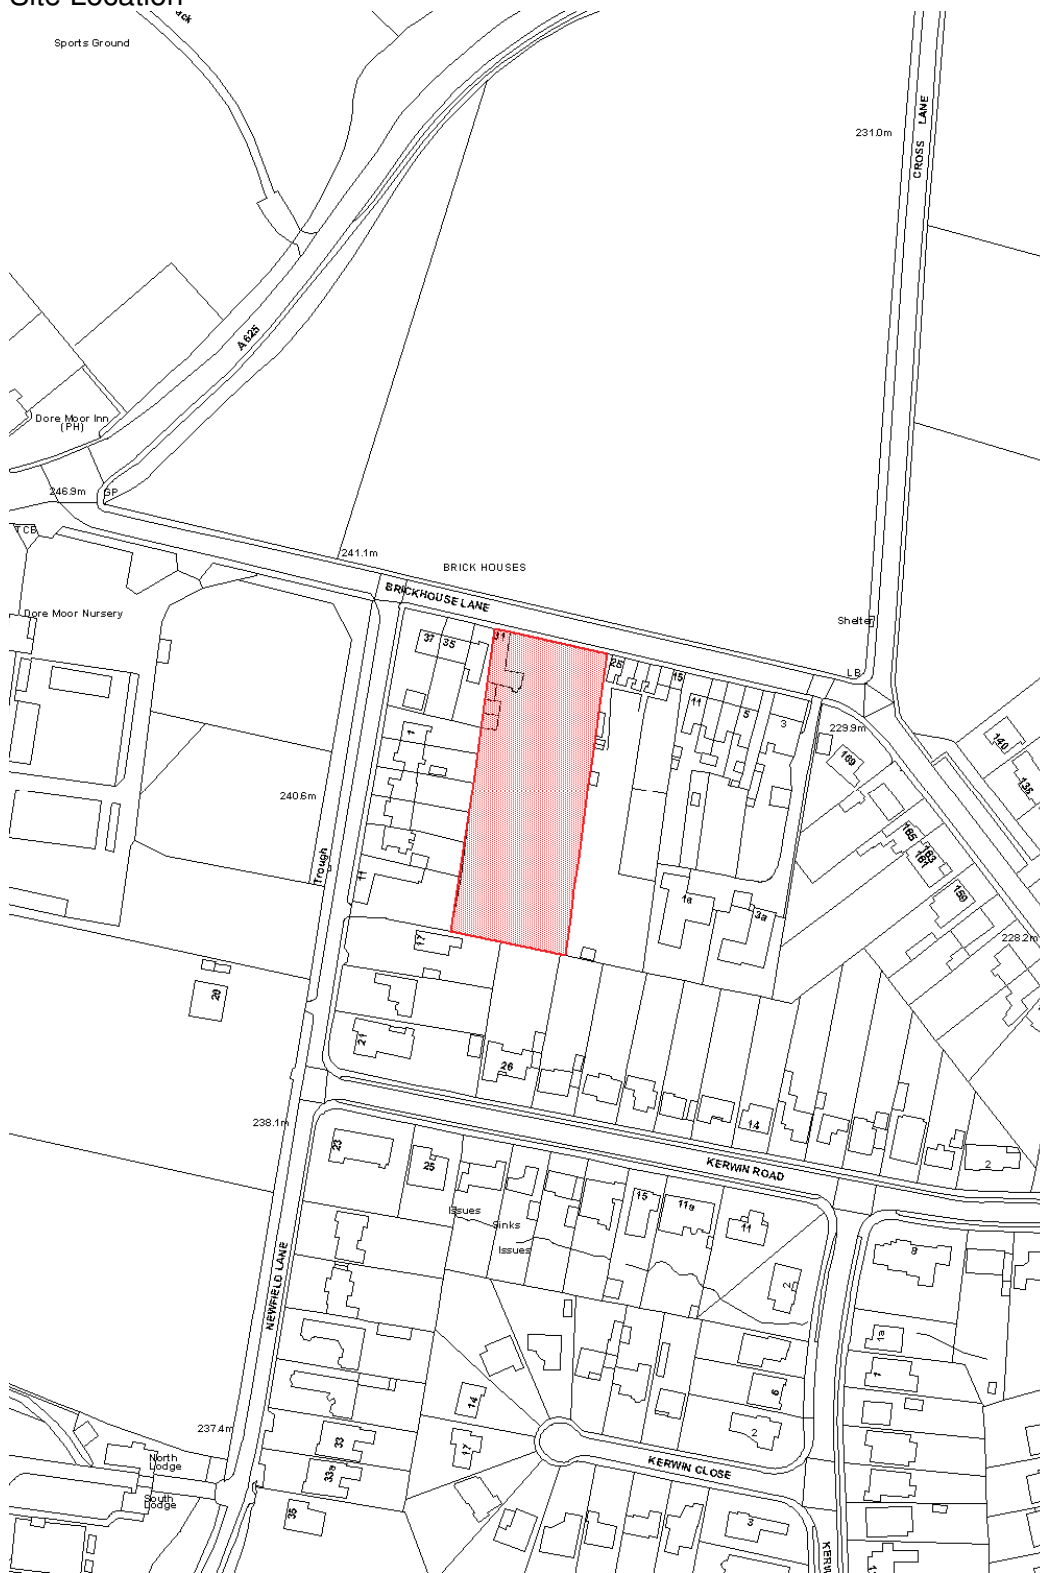 Site Location
Sports Ground
231.0m
CROSS LANE
A625
Dore Moor Inn
(PH)
246.9m
GP
TCB
241.1m
BRICK HOUSES
BRICKHOUSE LANE
Dore Moor Nursery
Shelter
LB
37
35
31
25
15
11
5
3
229.9m
169
140
135
165
163
161
159
1
240.6m
Trough
11
17
1a
3a
228.2m
20
21
26
14
2
238.1m
23
25
KERWIN ROAD
15
11a
11
Issues
Sinks
Issues
NEWFIELD LANE
2
9
1a
1
6
2
14
17
33
33a
35
237.4m
North
Lodge
South
Lodge
KERWIN CLOSE
3